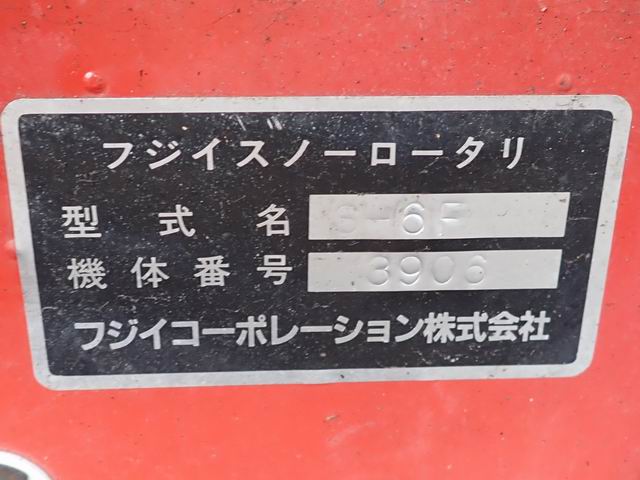 フジイスノーロータリ
型式名 S-6F
機体番号 3906
フジイコーポレーション株式会社